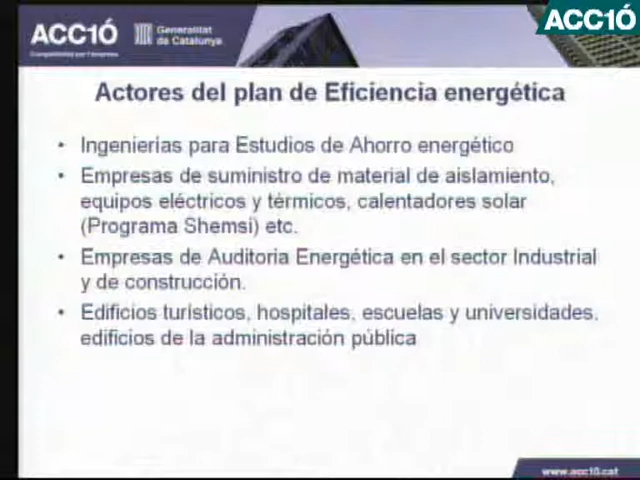 ACC1Ó
ACC1Ó
Generalitat
de Catalunya
Actores del plan de Eficiencia energética
• Ingenierías para Estudios de Ahorro energético
• Empresas de suministro de material de aislamiento,
equipos eléctricos y térmicos, calentadores solar
(Programa Shemsi) etc.
• Empresas de Auditoria Energética en el sector Industrial
y de construcción.
• Edificios turísticos, hospitales, escuelas y universidades,
edificios de la administración pública
www.acc10.cat